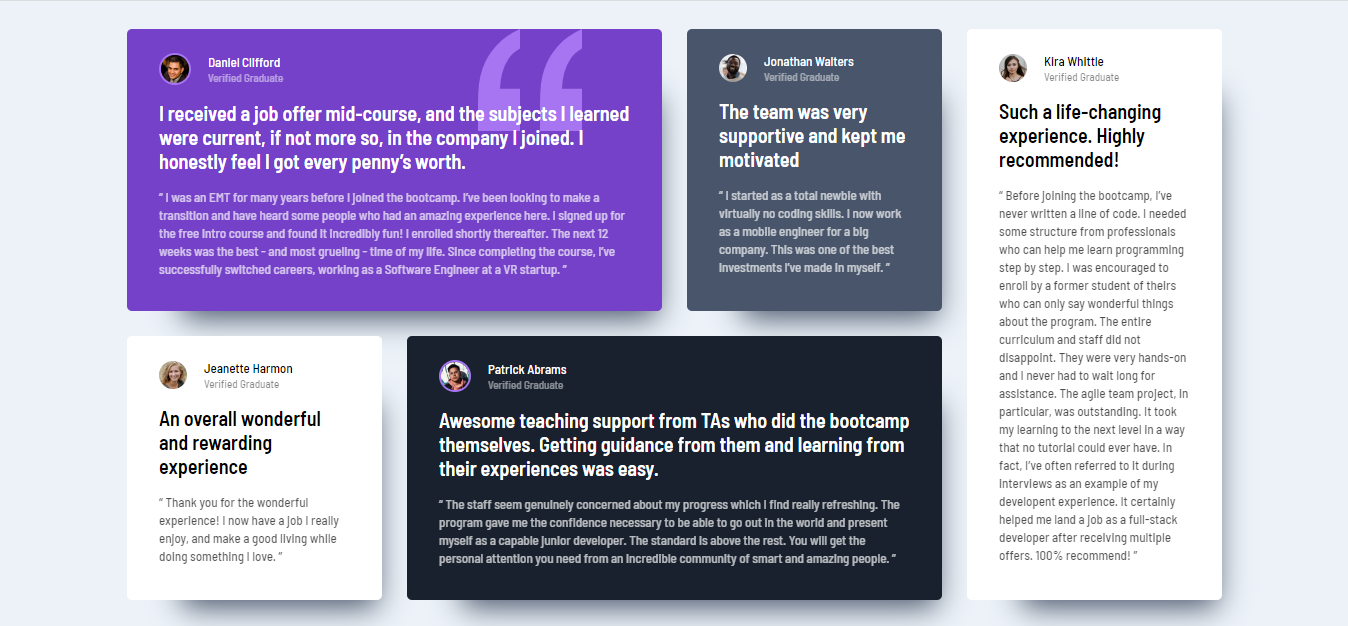 Daniel Clifford
Verified Graduate
I received a job offer mid-course, and the subjects I learned
were current, if not more so, in the company I joined. I
honestly feel I got every penny’s worth.
“ I was an EMT for many years before I joined the bootcamp. I’ve been looking to make a
transition and have heard some people who had an amazing experience here. I signed up for
the free intro course and found it incredibly fun! I enrolled shortly thereafter. The next 12
weeks was the best - and most grueling - time of my life. Since completing the course, I’ve
successfully switched careers, working as a Software Engineer at a VR startup. ”
Jonathan Walters
Verified Graduate
The team was very
supportive and kept me
motivated
“ I started as a total newbie with
virtually no coding skills. I now work
as a mobile engineer for a big
company. This was one of the best
investments I’ve made in myself. ”
Kira Whittle
Verified Graduate
Such a life-changing
experience. Highly
recommended!
“ Before joining the bootcamp, I’ve
never written a line of code. I needed
some structure from professionals
who can help me learn programming
step by step. I was encouraged to
enroll by a former student of theirs
who can only say wonderful things
about the program. The entire
curriculum and staff did not
disappoint. They were very hands-on
and I never had to wait long for
assistance. The agile team project, in
particular, was outstanding. It took
my learning to the next level in a way
that no tutorial could ever have. In
fact, I’ve often referred to it during
interviews as an example of my
developent experience. It certainly
helped me land a job as a full-stack
developer after receiving multiple
offers. 100% recommend! ”
Jeanette Harmon
Verified Graduate
An overall wonderful
and rewarding
experience
“ Thank you for the wonderful
experience! I now have a job I really
enjoy, and make a good living while
doing something I love. ”
Patrick Abrams
Verified Graduate
Awesome teaching support from TAs who did the bootcamp
themselves. Getting guidance from them and learning from
their experiences was easy.
“ The staff seem genuinely concerned about my progress which I find really refreshing. The
program gave me the confidence necessary to be able to go out in the world and present
myself as a capable junior developer. The standard is above the rest. You will get the
personal attention you need from an incredible community of smart and amazing people. ”